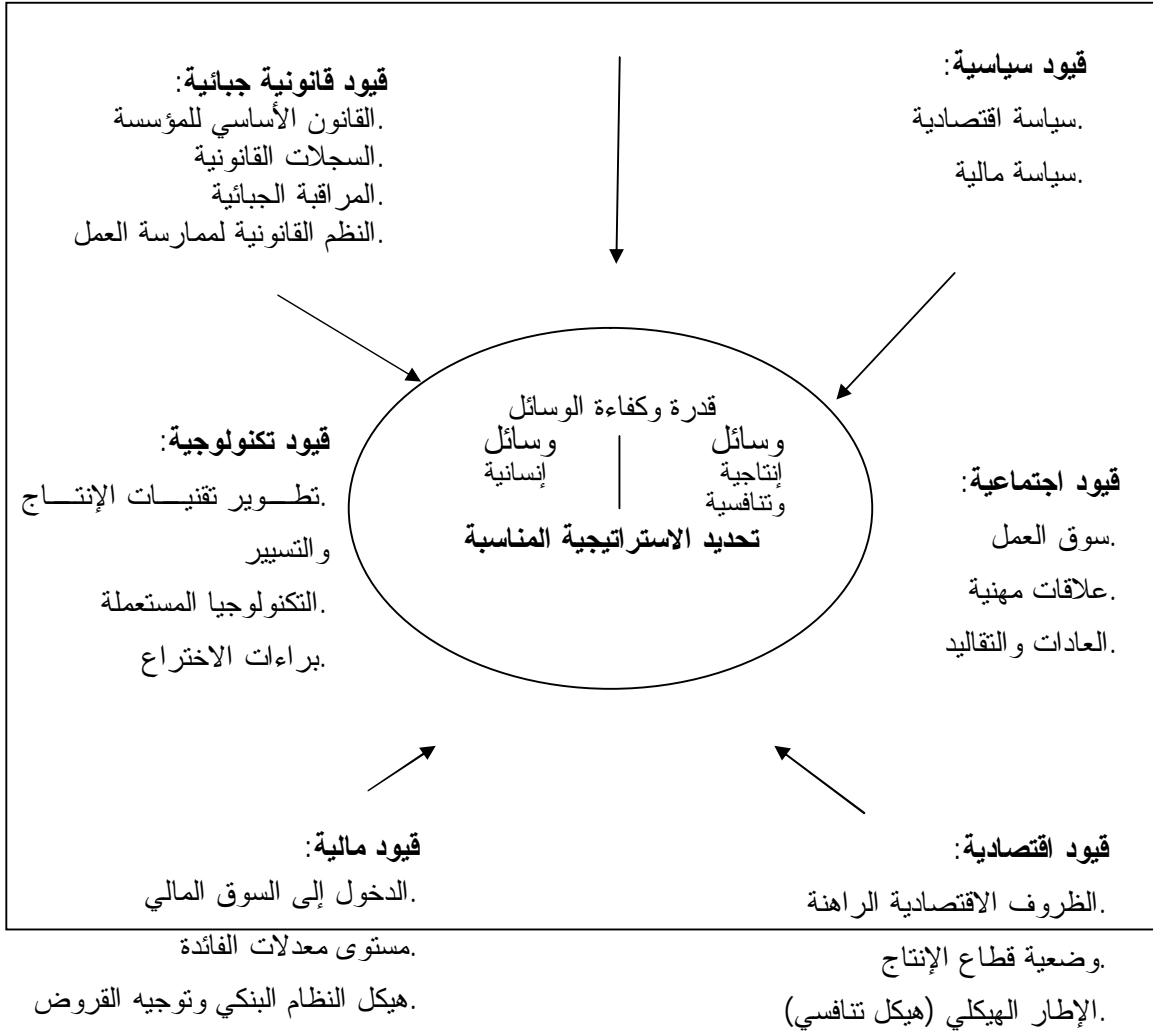 قيود سياسية:
.سياسة اقتصادية
.سياسة مالية
قيود قانونية جبائية:
.القانون الأساسي للمؤسسة
.السجلات القانونية
.المراقبة الجبائية
.النظم القانونية لممارسة العمل
قدرة وكفاءة الوسائل
وسائل
إنتاجية
وتنافسية
وسائل
إنسانية
تحديد الاستراتيجية المناسبة
قيود اجتماعية:
.سوق العمل
.علاقات مهنية
.العادات والتقاليد
قيود تكنولوجية:
.تطـــوير تقنيـــات الإنتـــاج
والتسيير
.التكنولوجيا المستعملة
.براءات الاختراع
قيود اقتصادية:
.الظروف الاقتصادية الراهنة
.وضعية قطاع الإنتاج
.الإطار الهيكلي (هيكل تنافسي)
قيود مالية:
.الدخول إلى السوق المالي
.مستوى معدلات الفائدة
.هيكل النظام البنكي وتوجيه القروض